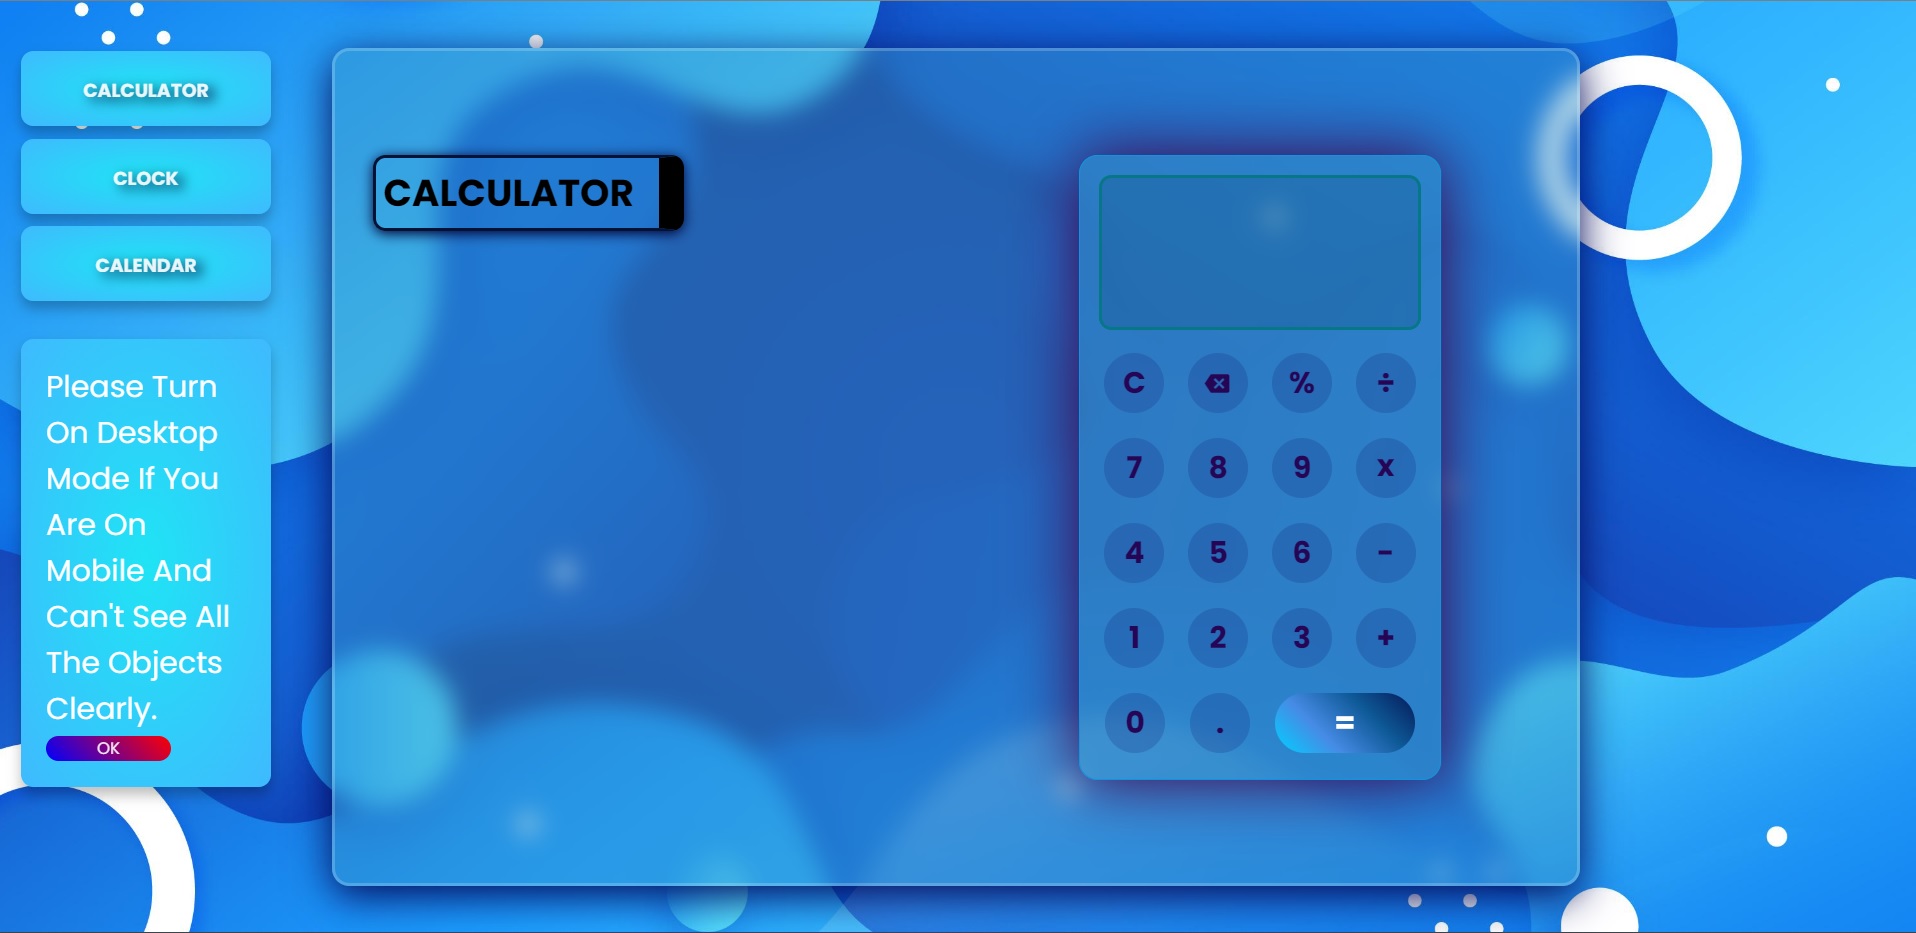 CALCULATOR
CLOCK
CALENDAR
Please Turn
On Desktop
Mode If You
Are On
Mobile And
Can't See All
The Objects
Clearly.
OK
CALCULATOR
C % ÷
7 8 9 x
4 5 6 -
1 2 3 +
0 . =